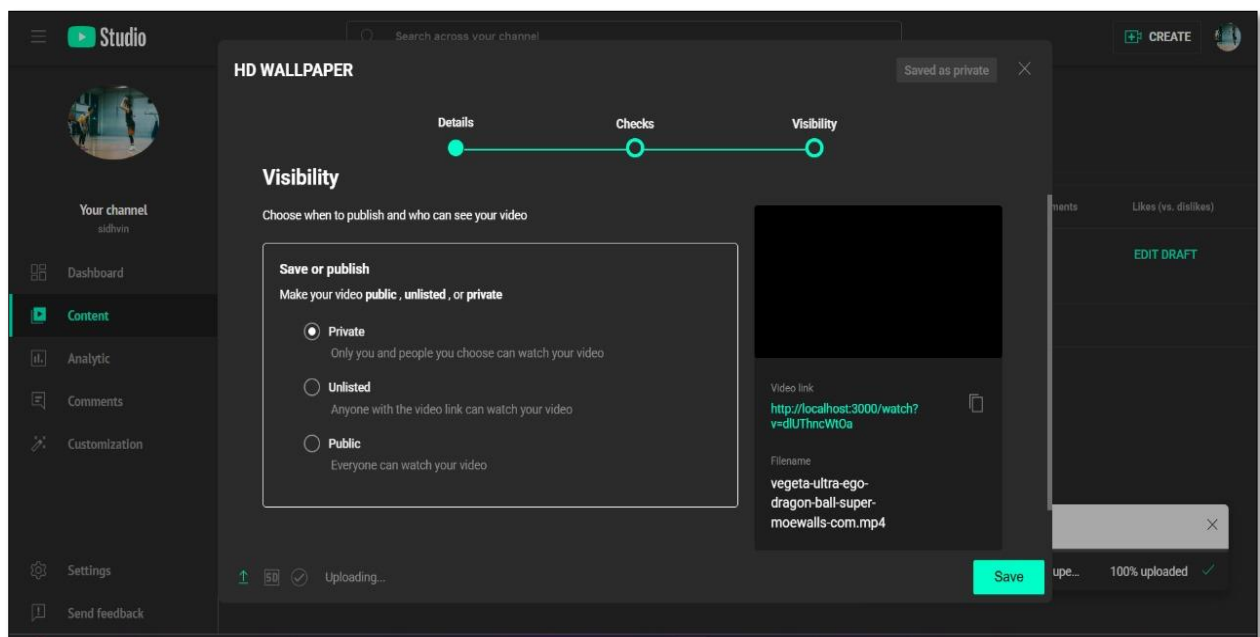 Studio
Search across your channel
CREATE
HD WALLPAPER
Saved as private
Details
Checks
Visibility
Visibility
Choose when to publish and who can see your video
Save or publish
Make your video public , unlisted , or private
Private
Only you and people you choose can watch your video
Unlisted
Anyone with the video link can watch your video
Public
Everyone can watch your video
Video link
http://localhost:3000/watch?
v=dlUThncWtOa
Filename
vegeta-ultra-ego-
dragon-ball-super-
moewalls-com.mp4
SD
Uploading...
Save
Your channel
sidhvin
Dashboard
Content
Analytic
Comments
Customization
Settings
Send feedback
ments
Likes (vs. dislikes)
EDIT DRAFT
upe...
100% uploaded